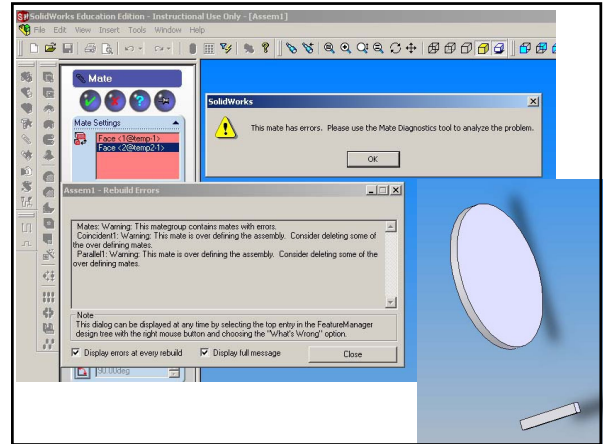 SolidWorks Education Edition - Instructional Use Only - [Assem1]
File Edit View Insert Tools Window Help
Mate
Mate Settings
Face <1@temp-1>
Face <2@temp2-1>
SolidWorks
This mate has errors. Please use the Mate Diagnostics tool to analyze the problem.
OK
Assem1 - Rebuild Errors
Mates: Warning: This mategroup contains mates with errors.
Coincident1: Warning: This mate is over defining the assembly. Consider deleting some of
the over defining mates.
Parallel1: Warning: This mate is over defining the assembly. Consider deleting some of the
over defining mates.
Note
This dialog can be displayed at any time by selecting the top entry in the FeatureManager
design tree with the right mouse button and choosing the "What's Wrong" option.
Display errors at every rebuild
Display full message
Close
90.00deg